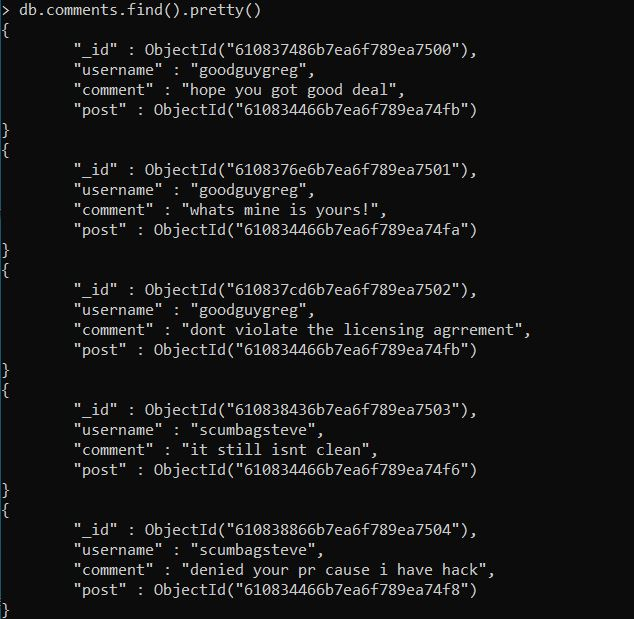 > db.comments.find().pretty()
{
"_id" : ObjectId("610837486b7ea6f789ea7500"),
"username" : "goodguygreg",
"comment" : "hope you got good deal",
"post" : ObjectId("610834466b7ea6f789ea74fb")
}
{
"_id" : ObjectId("6108376e6b7ea6f789ea7501"),
"username" : "goodguygreg",
"comment" : "whats mine is yours!",
"post" : ObjectId("610834466b7ea6f789ea74fa")
}
{
"_id" : ObjectId("610837cd6b7ea6f789ea7502"),
"username" : "goodguygreg",
"comment" : "dont violate the licensing agrrement",
"post" : ObjectId("610834466b7ea6f789ea74fb")
}
{
"_id" : ObjectId("610838436b7ea6f789ea7503"),
"username" : "scumbagsteve",
"comment" : "it still isnt clean",
"post" : ObjectId("610834466b7ea6f789ea74f6")
}
{
"_id" : ObjectId("610838866b7ea6f789ea7504"),
"username" : "scumbagsteve",
"comment" : "denied your pr cause i have hack",
"post" : ObjectId("610834466b7ea6f789ea74f8")
}